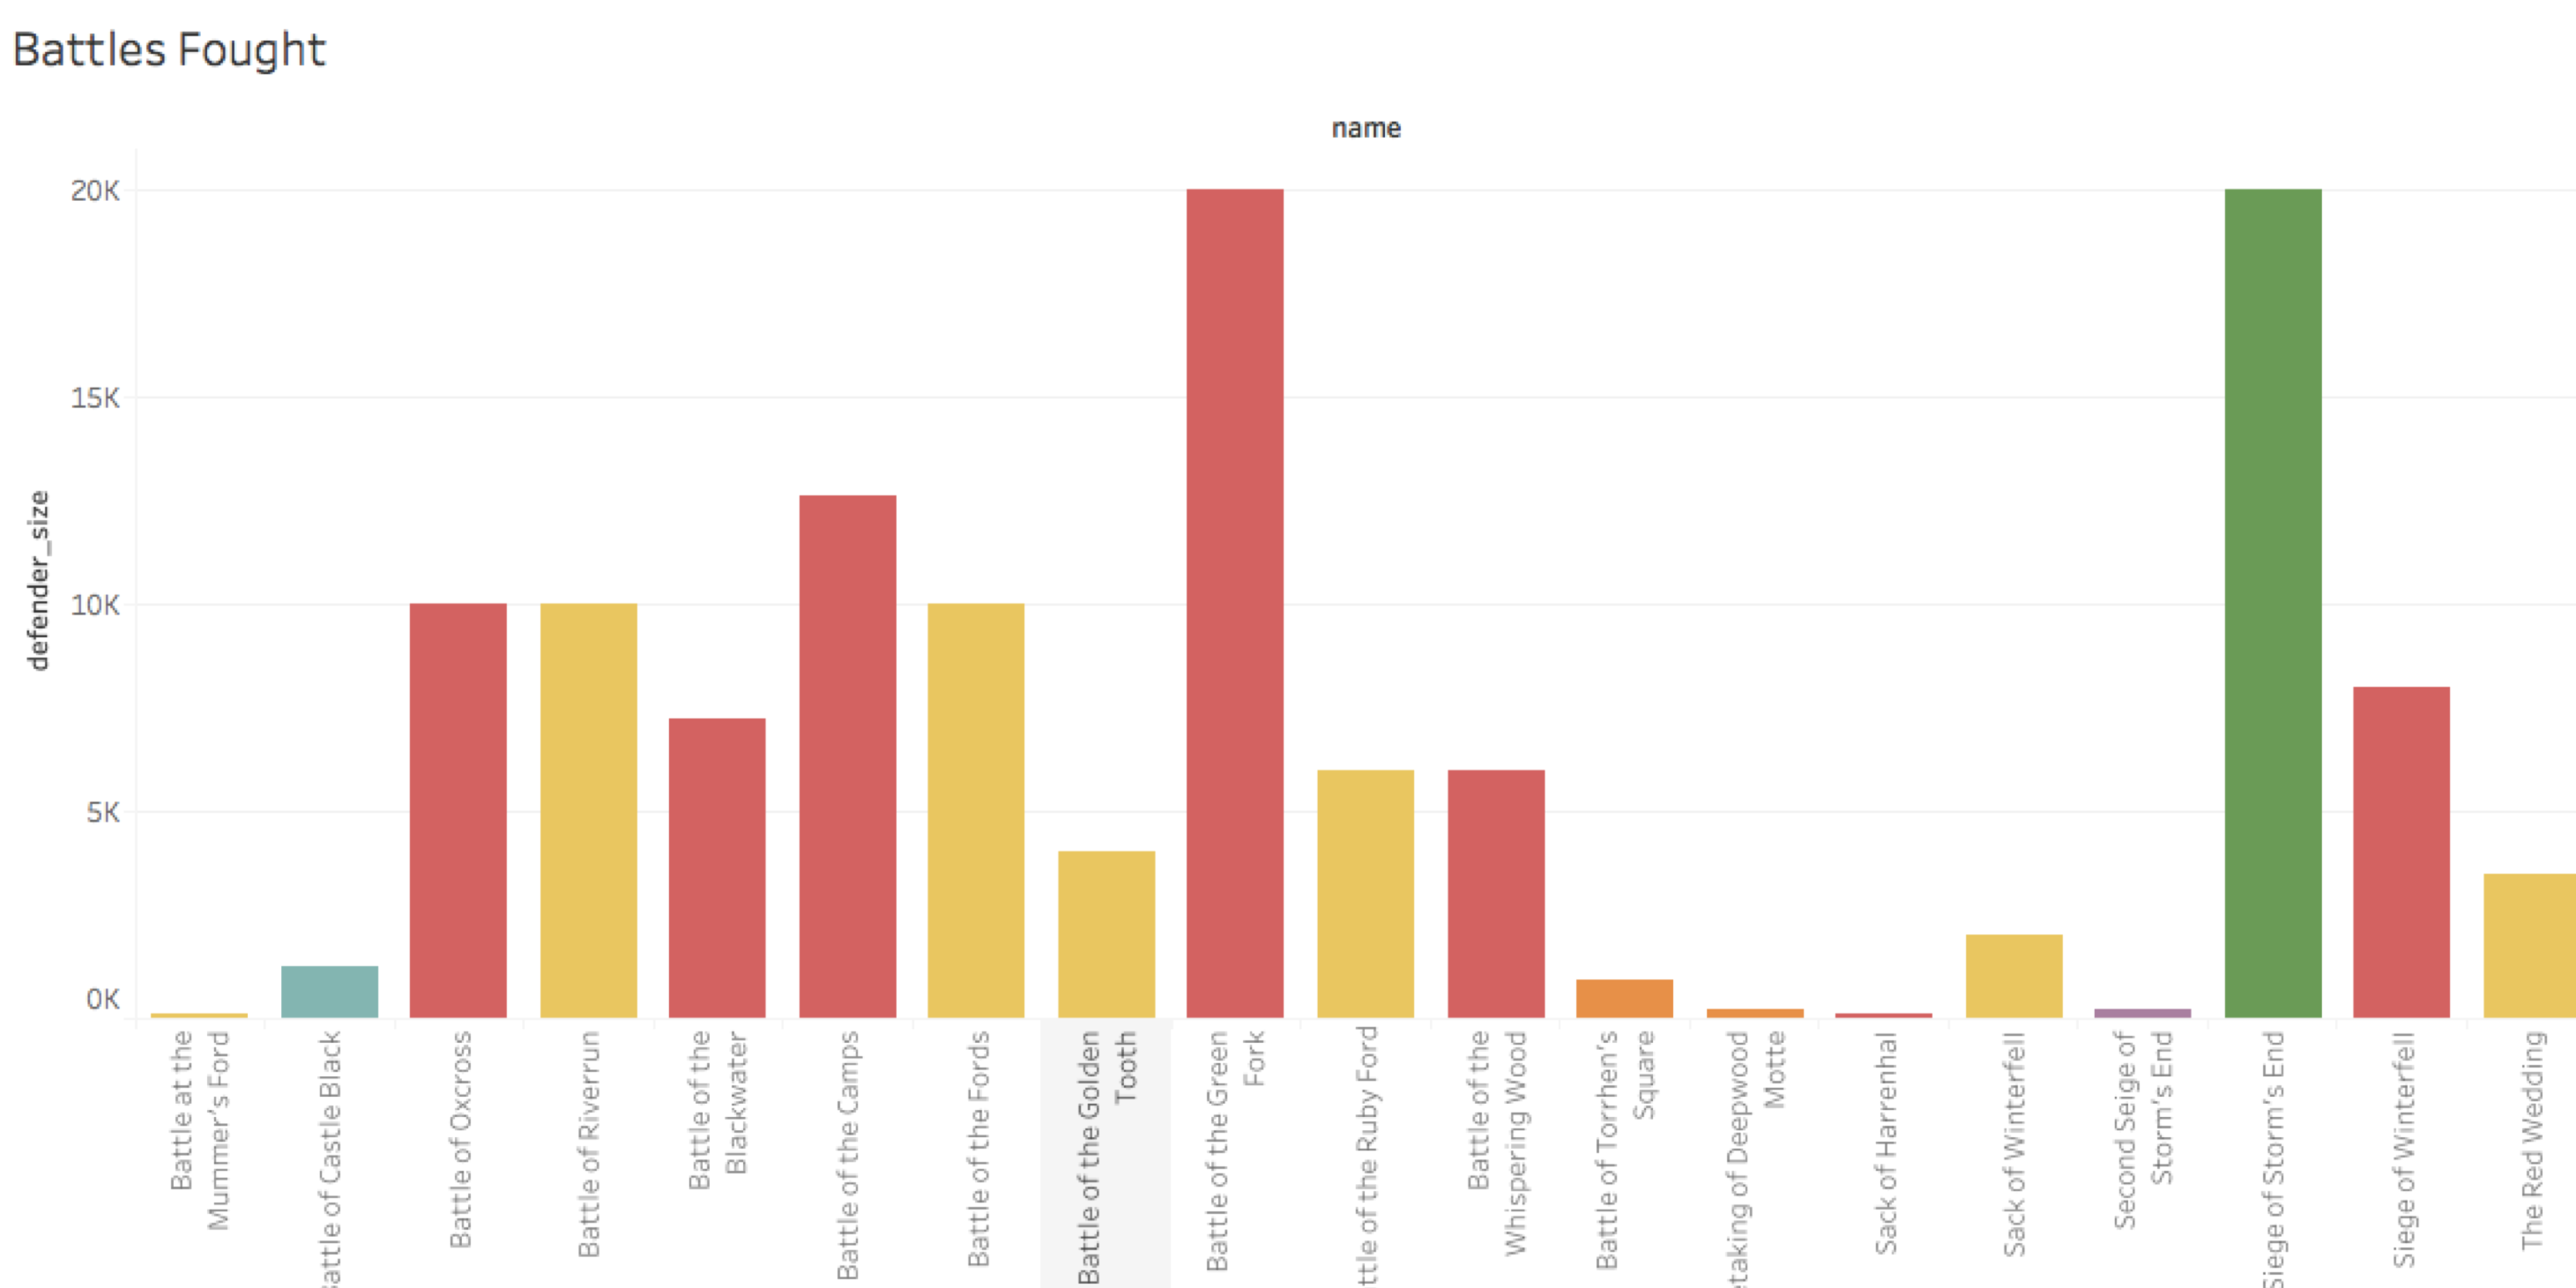 Battles Fought
name
20K
15K
10K
5K
0K
defender_size
Battle at the
Mummer's Ford
attle of Castle Black
Battle of Oxcross
Battle of Riverrun
Battle of the
Blackwater
Battle of the Camps
Battle of the Fords
Battle of the Golden
Tooth
Battle of the Green
Fork
ttle of the Ruby Ford
Battle of the
Whispering Wood
Battle of Torrhen's
Square
etaking of Deepwood
Motte
Sack of Harrenhal
Sack of Winterfell
Second Seige of
Storm's End
Siege of Storm's End
Siege of Winterfell
The Red Wedding